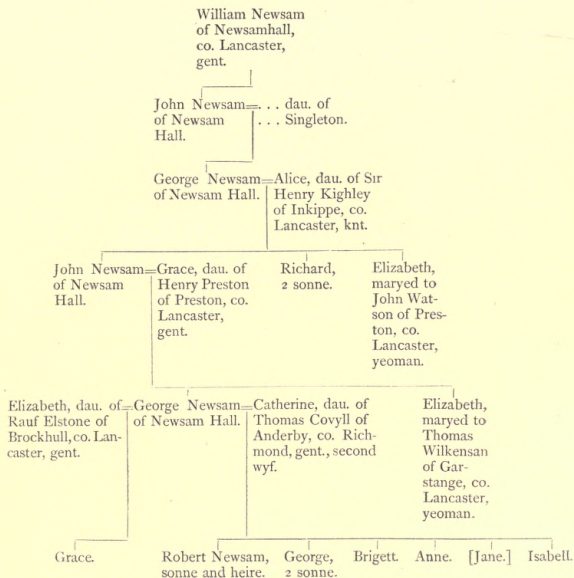 William Newsam
of Newsamhall,
co. Lancaster,
gent.
John Newsam=. . . dau. of
of Newsam . . . Singleton.
Hall.
George Newsam=Alice, dau. of Sir
of Newsam Hall. Henry Kighley
of Inkippe, co.
Lancaster, knt.
John Newsam=Grace, dau. of
of Newsam Henry Preston
Hall. of Preston, co.
Lancaster,
gent.
Richard,
2 sonne.
Elizabeth,
maryed to
John Wat-
son of Pres-
ton, co.
Lancaster,
yeoman.
Elizabeth, dau. of=George Newsam=Catherine, dau. of
Rauf Elstone of of Newsam Hall. Thomas Covyll of
Brockhull, co. Lan- Anderby, co. Rich-
caster, gent. mond, gent., second
wyf.
Elizabeth,
maryed to
Thomas
Wilkensan
of Gar-
stange, co.
Lancaster,
yeoman.
Grace.
Robert Newsam,
sonne and heire.
George,
2 sonne.
Brigett.
Anne.
[Jane.]
Isabell.